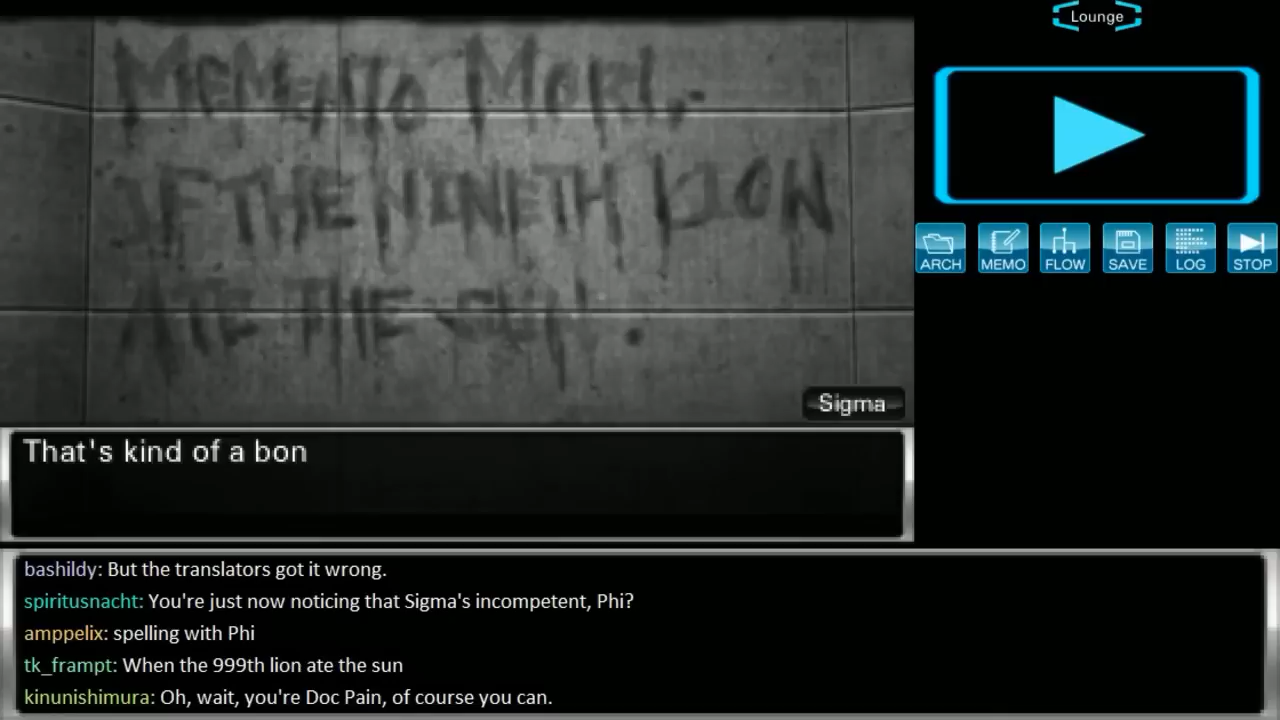 Lounge
MEMENTO MORI.
IF THE NINETH LION
ATE THE SUN.
ARCH
MEMO
FLOW
SAVE
LOG
STOP
Sigma
That's kind of a bon
bashildy: But the translators got it wrong.
spiritusnacht: You're just now noticing that Sigma's incompetent, Phi?
amppelix: spelling with Phi
tk_frampt: When the 999th lion ate the sun
kinunishimura: Oh, wait, you're Doc Pain, of course you can.